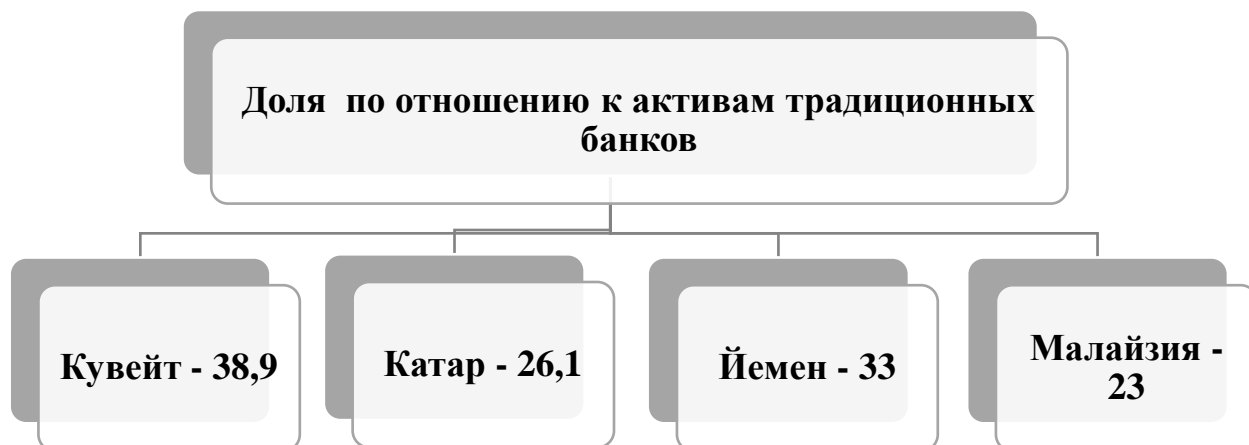 Доля по отношению к активам традиционных
банков
Кувейт - 38,9
Катар - 26,1
Йемен - 33
Малайзия -
23